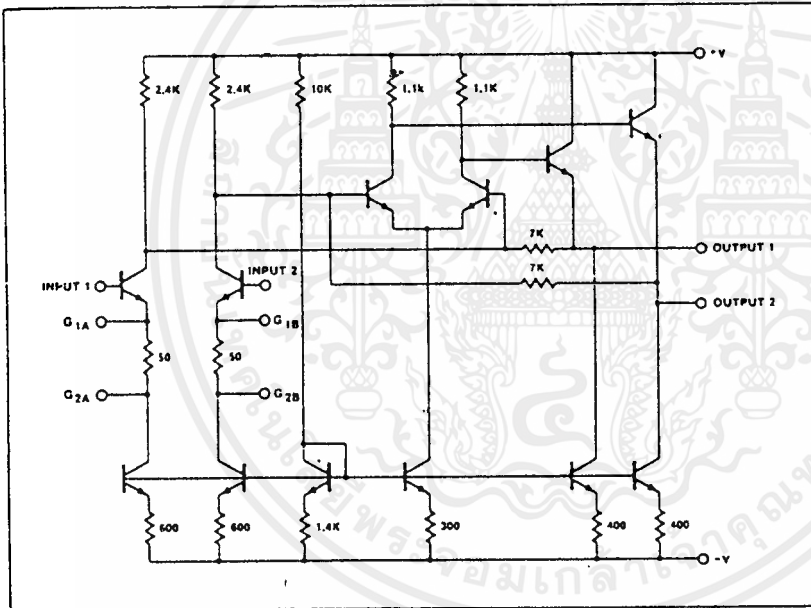 +V
2.4K 2.4K 10K 1.1k 1.1K
7K OUTPUT 1
INPUT 1 INPUT 2 7K
G1A G1B OUTPUT 2
50 50
G2A G2B
600 600 1.4K 300 400 400
-V